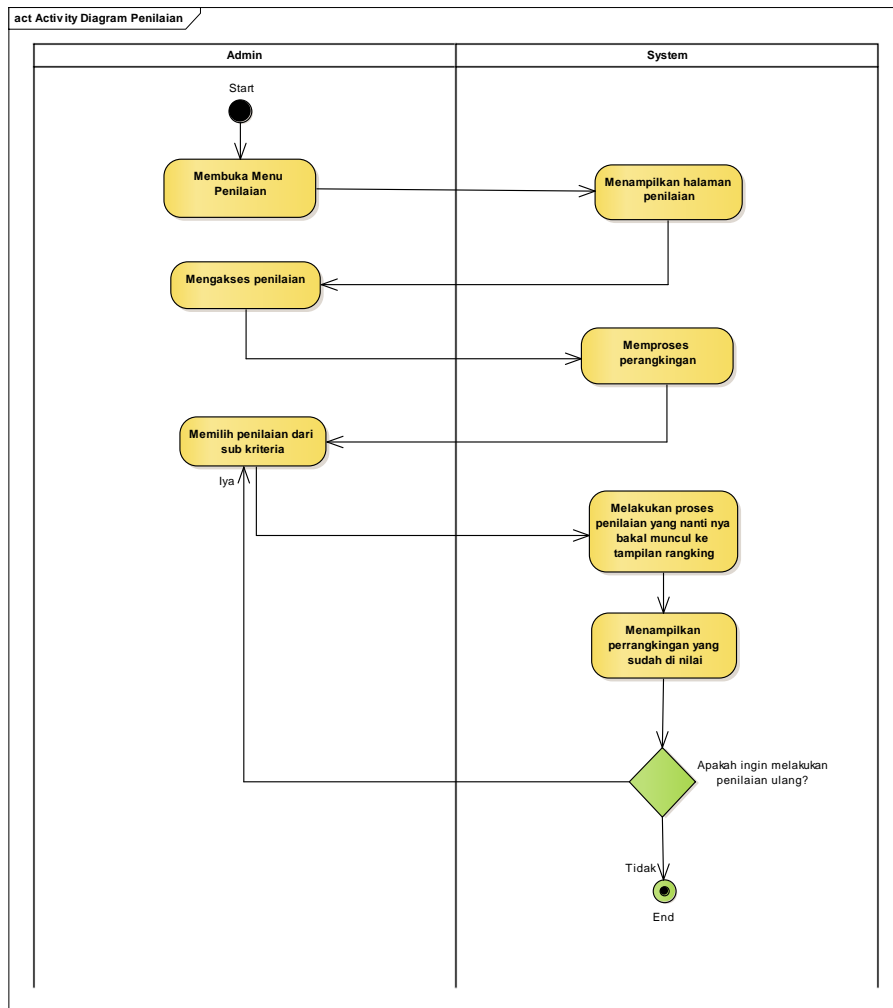 act Activity Diagram Penilaian
Admin
System
Start
Membuka Menu
Penilaian
Menampilkan halaman
penilaian
Mengakses penilaian
Memproses
perangkingan
Memilih penilaian dari
sub kriteria
Iya
Melakukan proses
penilaian yang nanti nya
bakal muncul ke
tampilan rangking
Menampilkan
perrangkingan yang
sudah di nilai
Apakah ingin melakukan
penilaian ulang?
Tidak
End